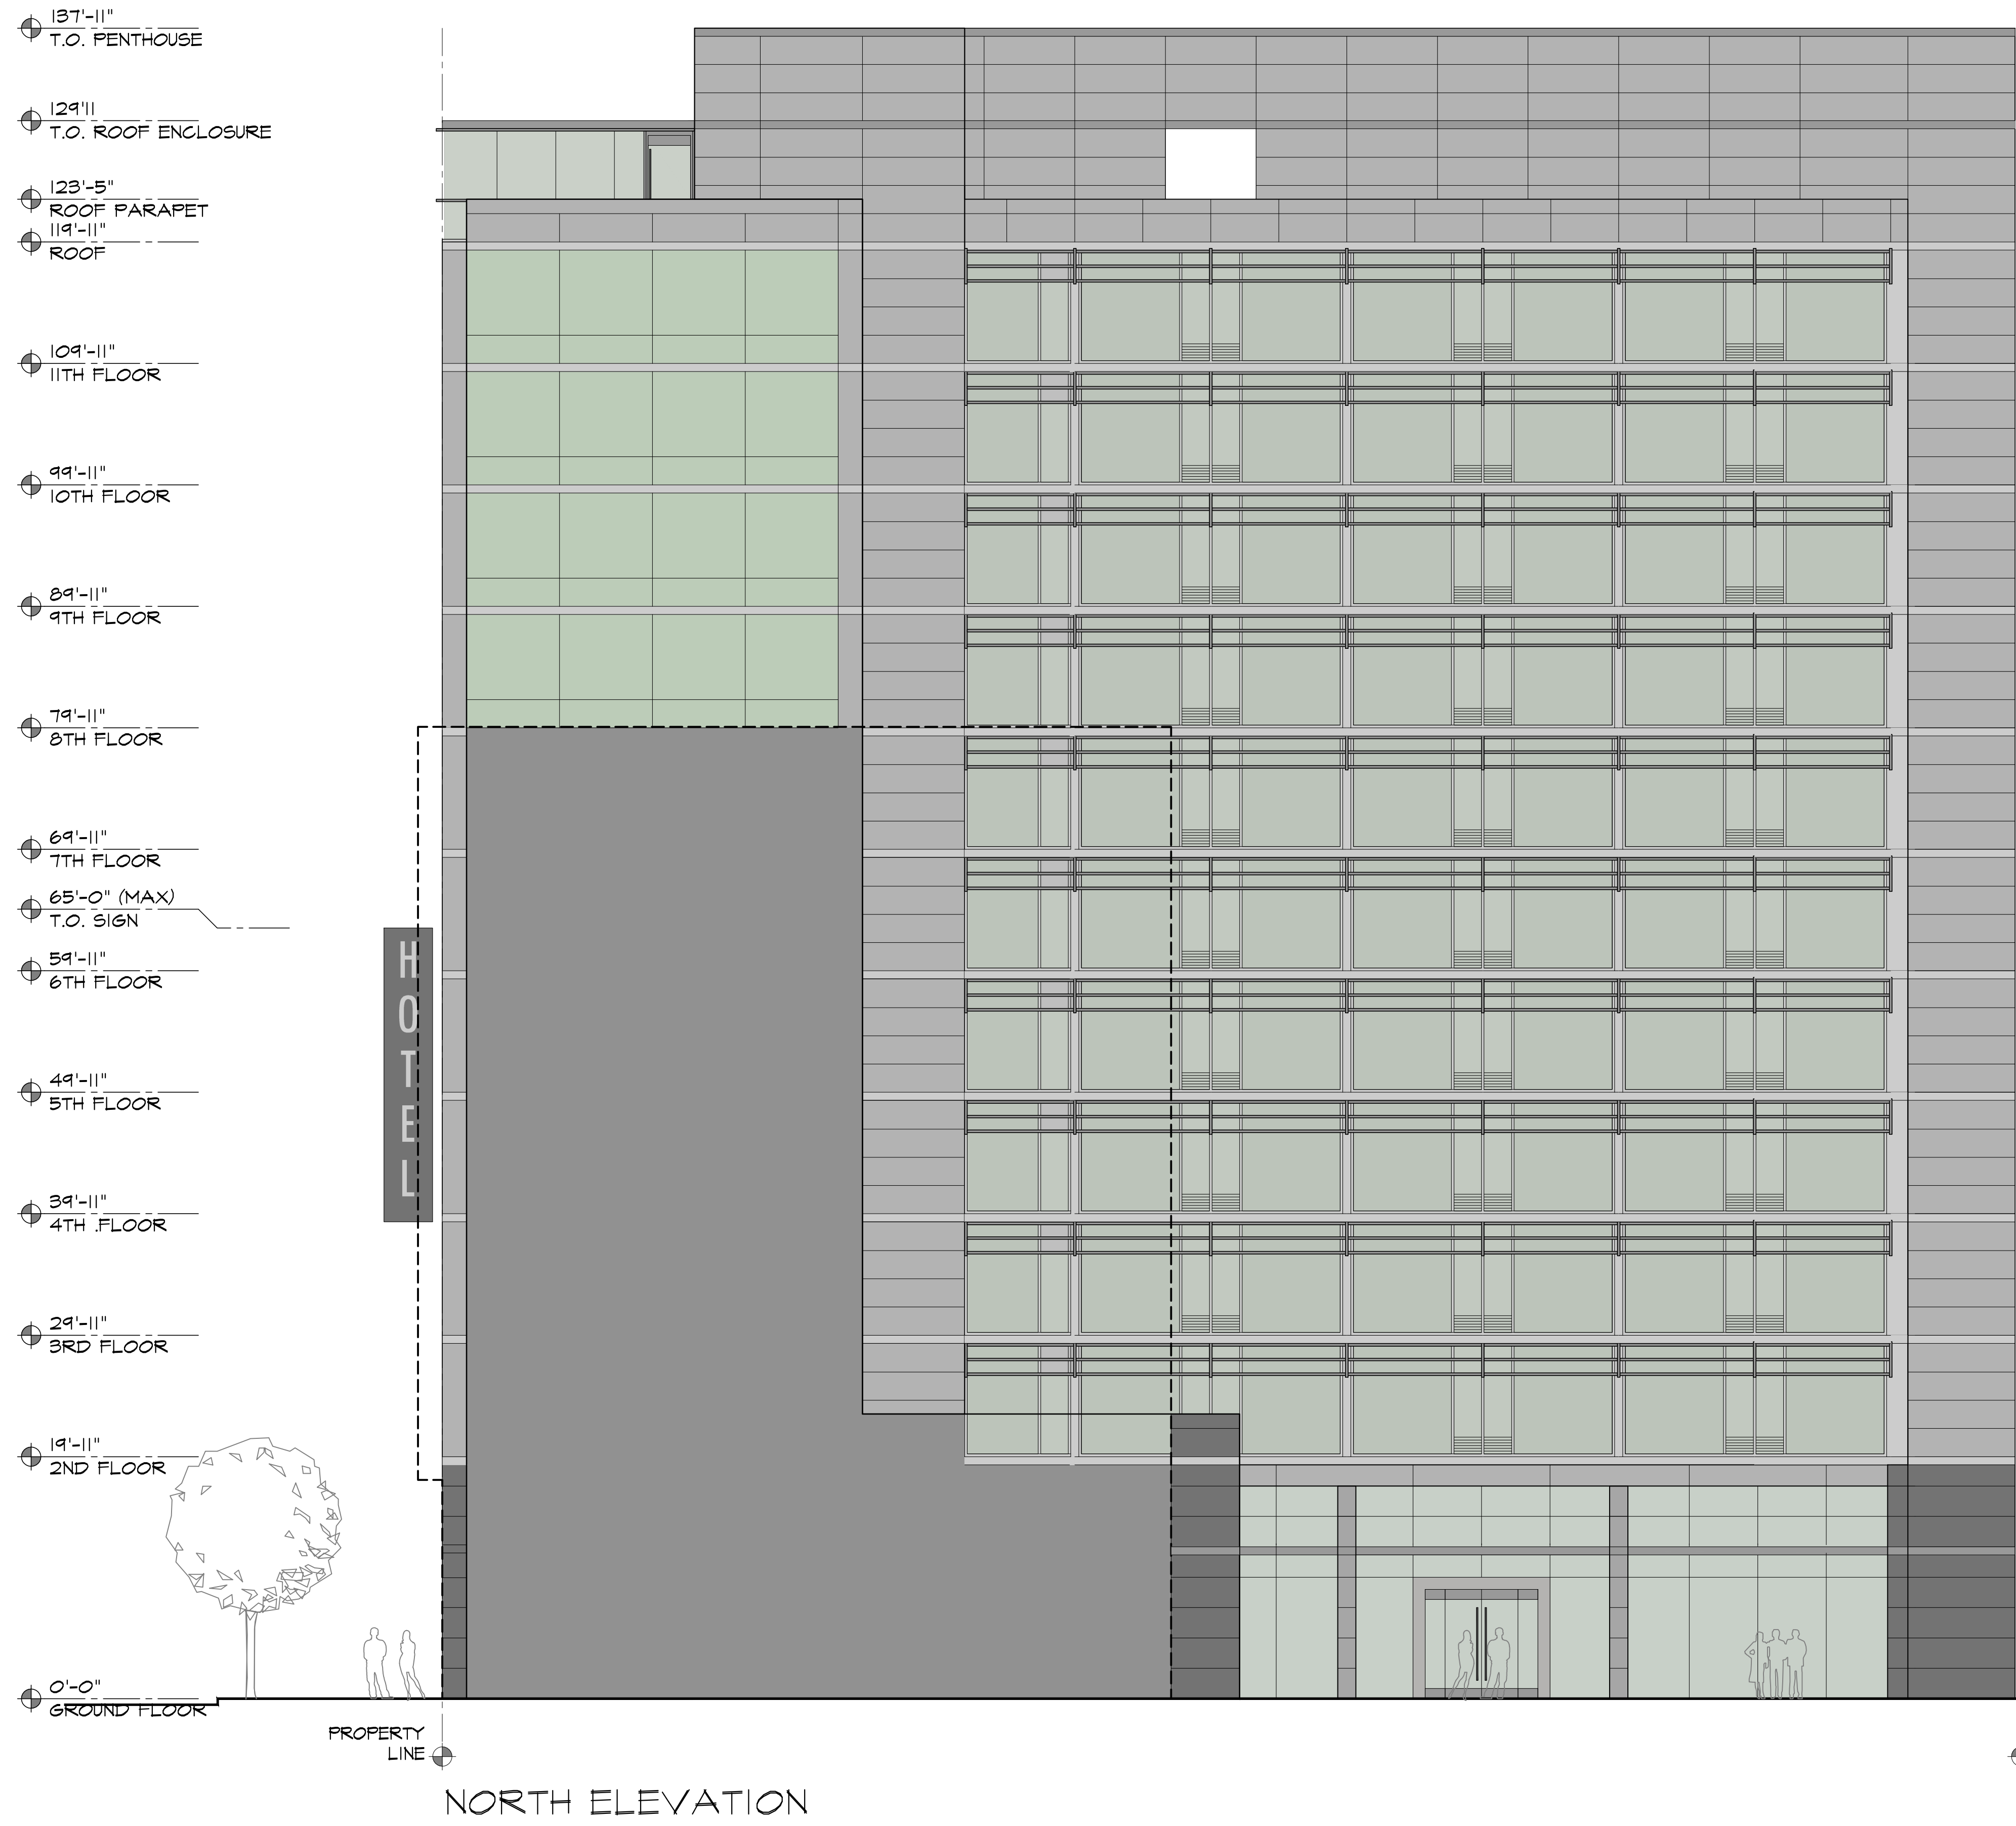 137'-11"
T.O. PENTHOUSE
129'11
T.O. ROOF ENCLOSURE
123'-5"
ROOF PARAPET
119'-11"
ROOF
109'-11"
11TH FLOOR
99'-11"
10TH FLOOR
89'-11"
9TH FLOOR
79'-11"
8TH FLOOR
69'-11"
7TH FLOOR
65'-0" (MAX)
T.O. SIGN
59'-11"
6TH FLOOR
49'-11"
5TH FLOOR
39'-11"
4TH .FLOOR
29'-11"
3RD FLOOR
19'-11"
2ND FLOOR
0'-0"
GROUND FLOOR
H
O
T
E
L
PROPERTY
LINE
NORTH ELEVATION